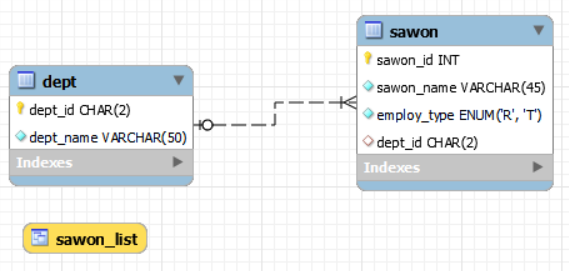 dept
dept_id CHAR(2)
dept_name VARCHAR(50)
Indexes
sawon
sawon_id INT
sawon_name VARCHAR(45)
employ_type ENUM('R', 'T')
dept_id CHAR(2)
Indexes
sawon_list